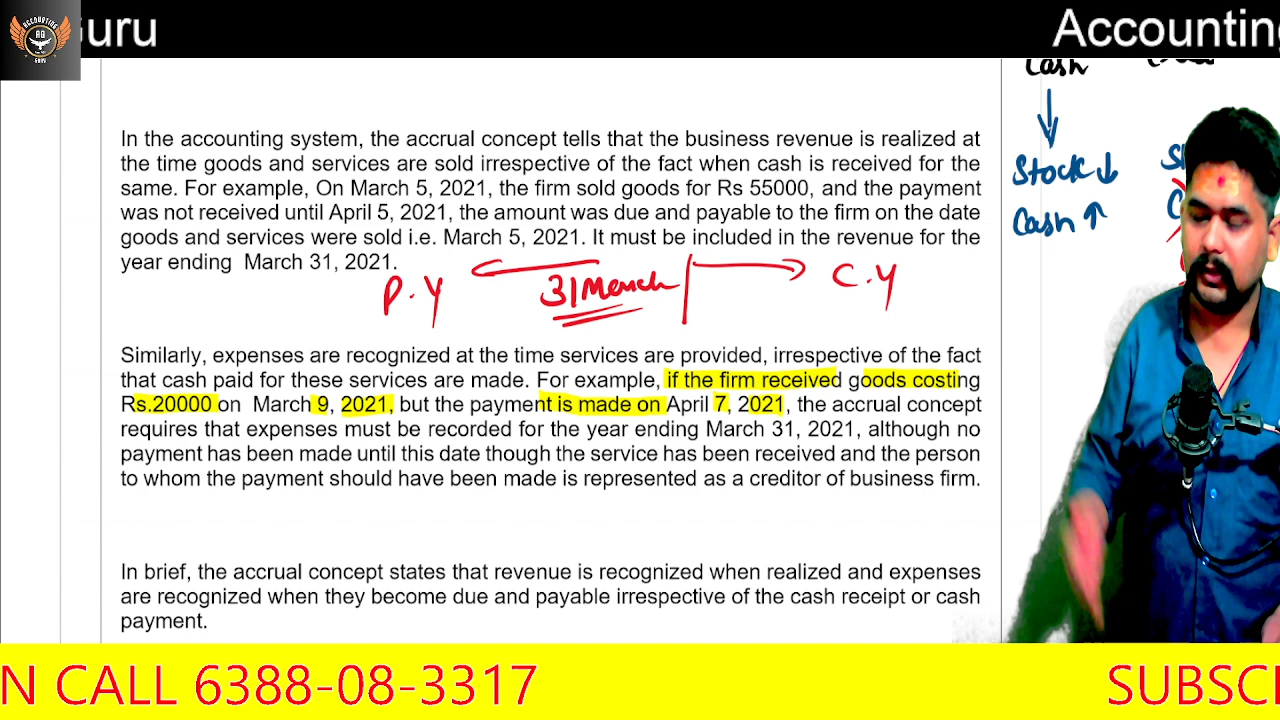 uru
Accountin
ACCOUNTING
AG
GURU
Cash
Stock ↓
Cash ↑
In the accounting system, the accrual concept tells that the business revenue is realized at
the time goods and services are sold irrespective of the fact when cash is received for the
same. For example, On March 5, 2021, the firm sold goods for Rs 55000, and the payment
was not received until April 5, 2021, the amount was due and payable to the firm on the date
goods and services were sold i.e. March 5, 2021. It must be included in the revenue for the
year ending March 31, 2021.
P.Y 31 March C.Y
Similarly, expenses are recognized at the time services are provided, irrespective of the fact
that cash paid for these services are made. For example, if the firm received goods costing
Rs.20000 on March 9, 2021, but the payment is made on April 7, 2021, the accrual concept
requires that expenses must be recorded for the year ending March 31, 2021, although no
payment has been made until this date though the service has been received and the person
to whom the payment should have been made is represented as a creditor of business firm.
In brief, the accrual concept states that revenue is recognized when realized and expenses
are recognized when they become due and payable irrespective of the cash receipt or cash
payment.
N CALL 6388-08-3317
SUBSC